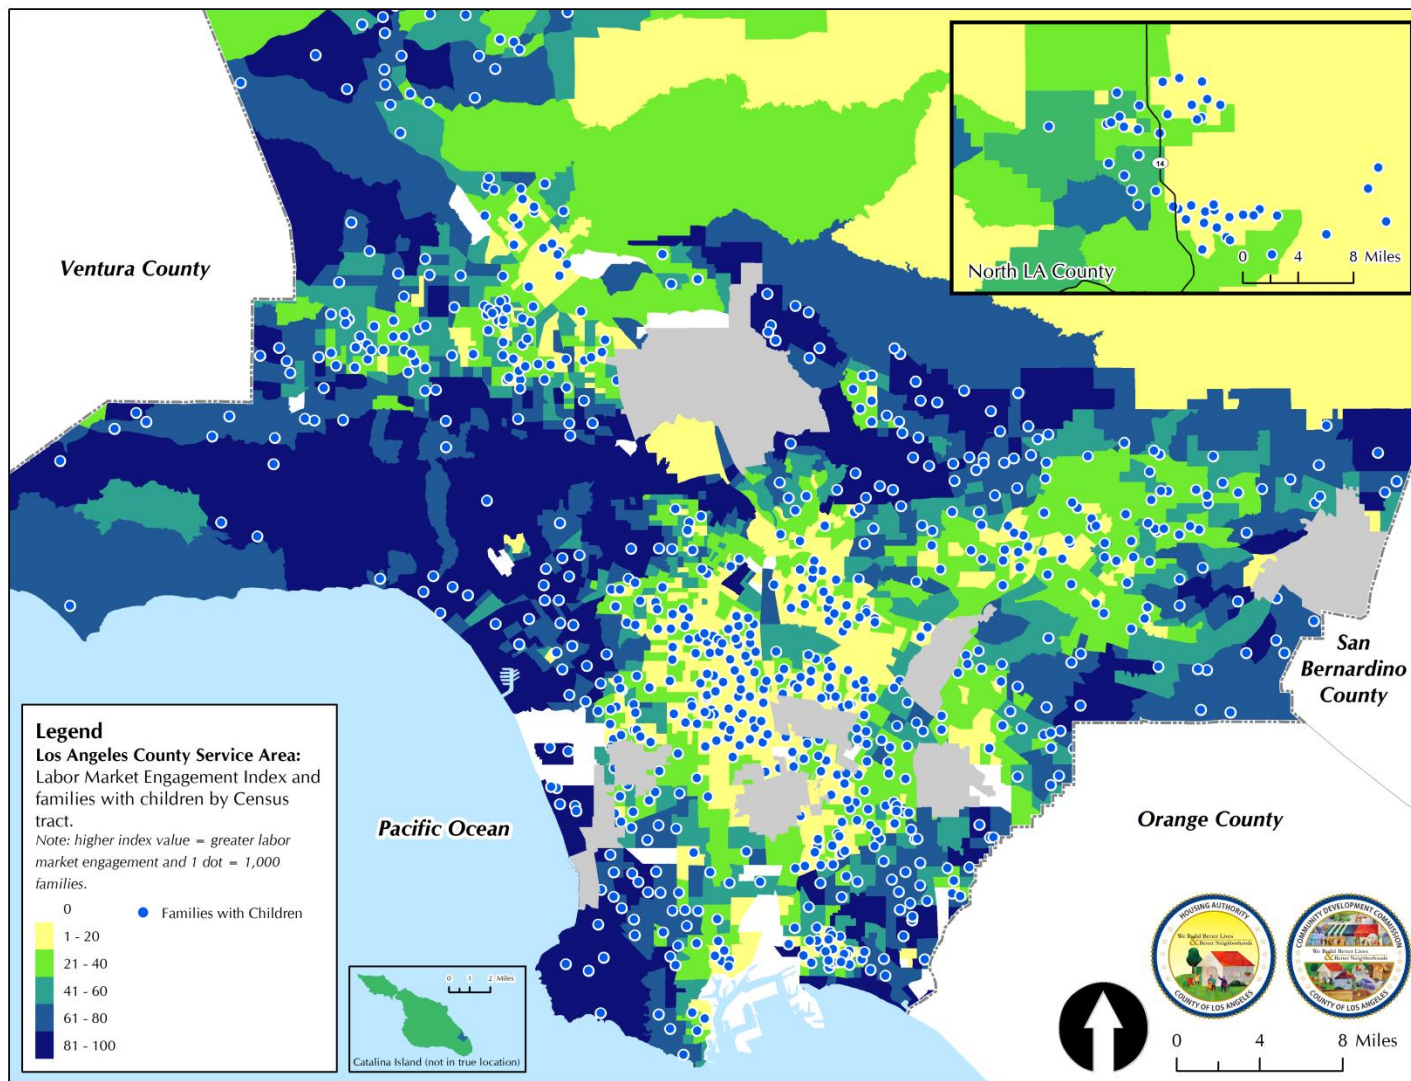 Ventura County
14
North LA County
0 4 8 Miles
San
Bernardino
County
Orange County
Pacific Ocean
Legend
Los Angeles County Service Area:
Labor Market Engagement Index and
families with children by Census
tract.
Note: higher index value = greater labor
market engagement and 1 dot = 1,000
families.
0
Families with Children
1 - 20
21 - 40
41 - 60
61 - 80
81 - 100
0 1 2 Miles
Catalina Island (not in true location)
HOUSING AUTHORITY
We Build Better Lives
& Better Neighborhoods
COUNTY OF LOS ANGELES
COMMUNITY DEVELOPMENT COMMISSION
We Build Better Lives
& Better Neighborhoods
COUNTY OF LOS ANGELES
0 4 8 Miles